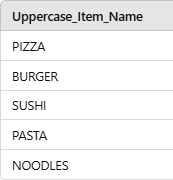 Uppercase_Item_Name
PIZZA
BURGER
SUSHI
PASTA
NOODLES